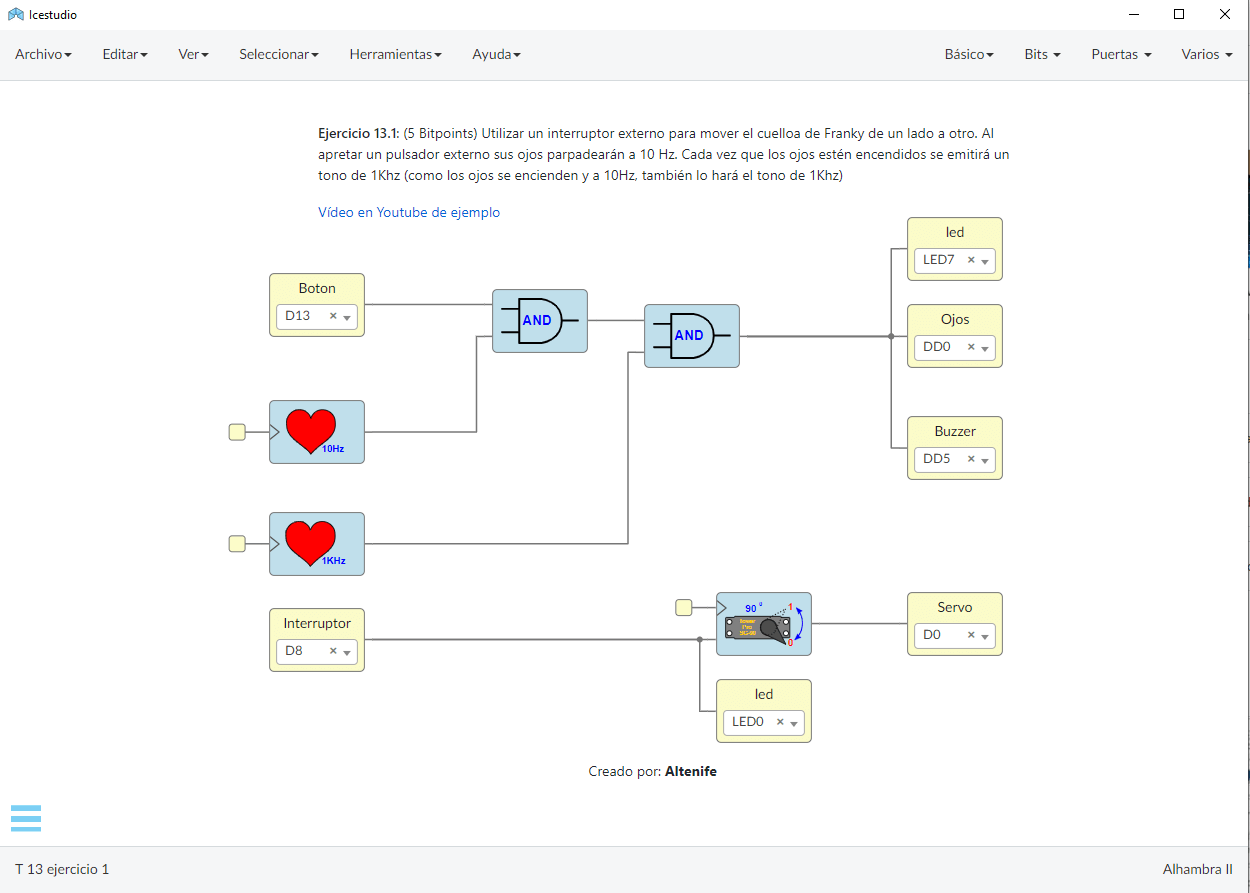 Icestudio
Archivo Editar Ver Seleccionar Herramientas Ayuda Básico Bits Puertas Varios
Ejercicio 13.1: (5 Bitpoints) Utilizar un interruptor externo para mover el cuelloa de Franky de un lado a otro. Al
apretar un pulsador externo sus ojos parpadearán a 10 Hz. Cada vez que los ojos estén encendidos se emitirá un
tono de 1Khz (como los ojos se encienden y a 10Hz, también lo hará el tono de 1Khz)
Vídeo en Youtube de ejemplo
led
LED7
Boton
D13
AND
AND
Ojos
DD0
10Hz
Buzzer
DD5
1KHz
Interruptor
D8
90 º 1
0
Servo
D0
led
LED0
Creado por: Altenife
T 13 ejercicio 1
Alhambra II